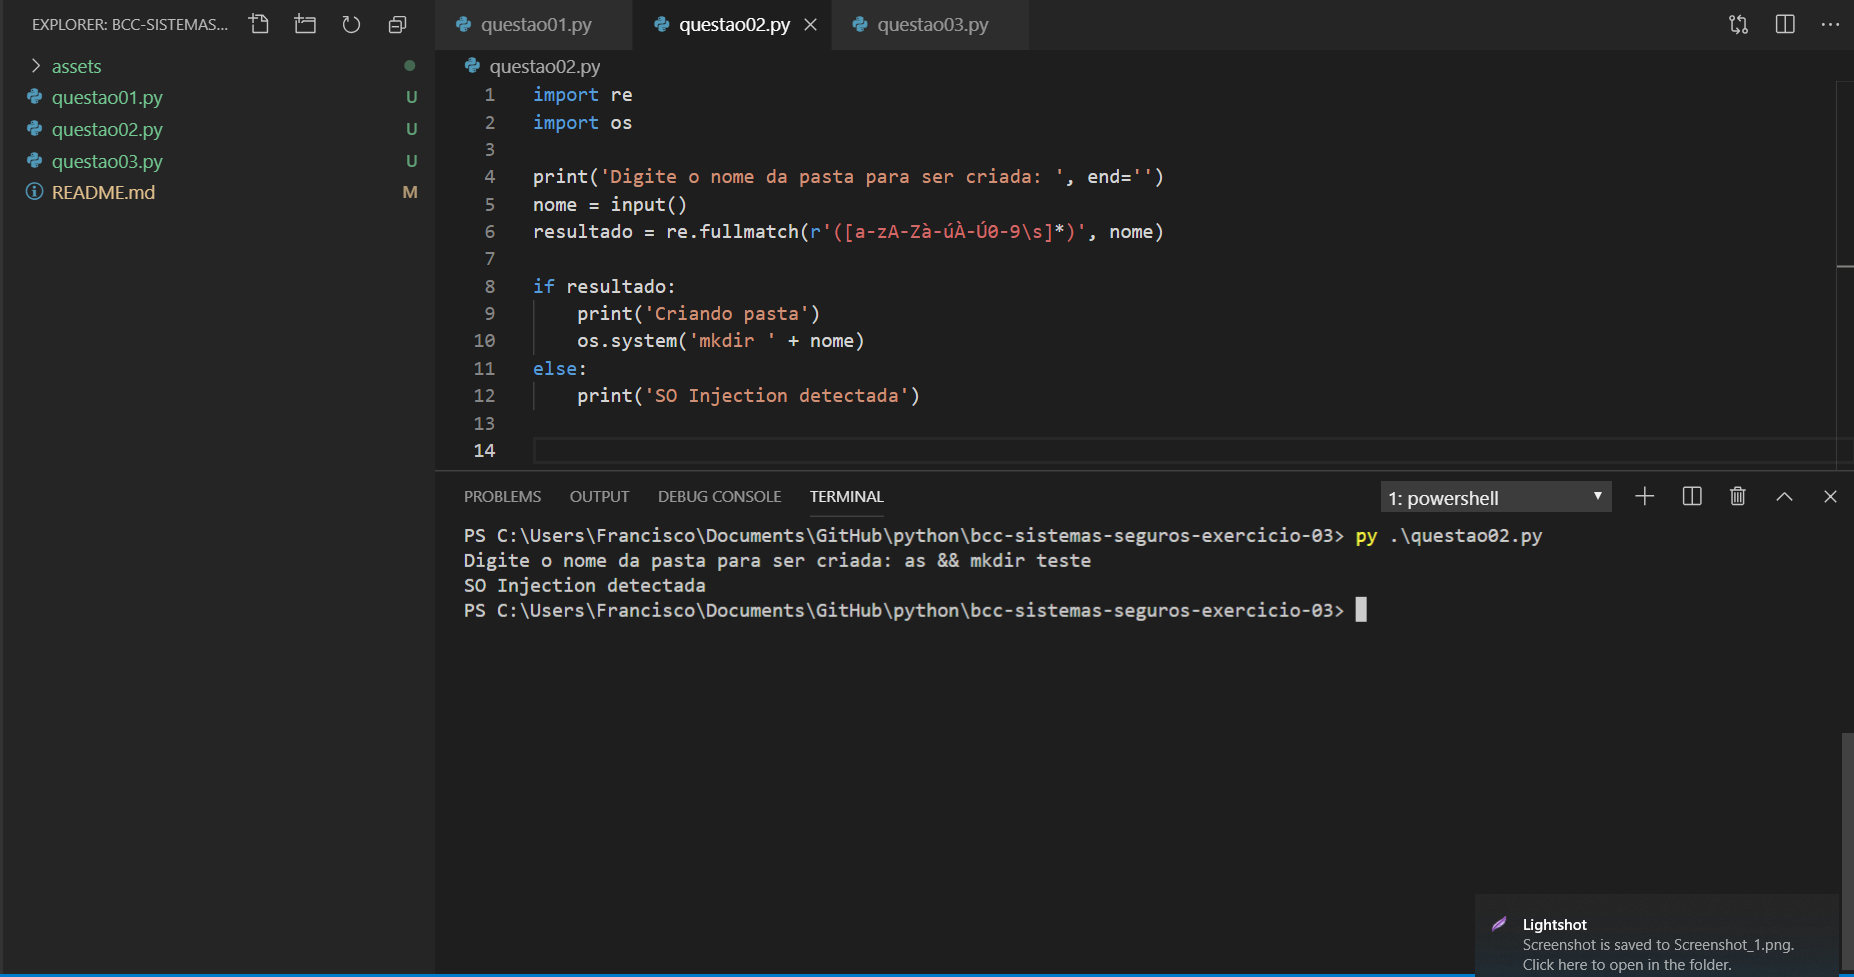 EXPLORER: BCC-SISTEMAS...
assets
questao01.py U
questao02.py U
questao03.py U
README.md M
questao01.py questao02.py questao03.py
questao02.py
1 import re
2 import os
3
4 print('Digite o nome da pasta para ser criada: ', end='')
5 nome = input()
6 resultado = re.fullmatch(r'([a-zA-Zà-úÀ-Ú0-9\s]*)', nome)
7
8 if resultado:
9     print('Criando pasta')
10     os.system('mkdir ' + nome)
11 else:
12     print('SO Injection detectada')
13
14
PROBLEMS OUTPUT DEBUG CONSOLE TERMINAL 1: powershell
PS C:\Users\Francisco\Documents\GitHub\python\bcc-sistemas-seguros-exercicio-03> py .\questao02.py
Digite o nome da pasta para ser criada: as && mkdir teste
SO Injection detectada
PS C:\Users\Francisco\Documents\GitHub\python\bcc-sistemas-seguros-exercicio-03>
Lightshot
Screenshot is saved to Screenshot_1.png.
Click here to open in the folder.